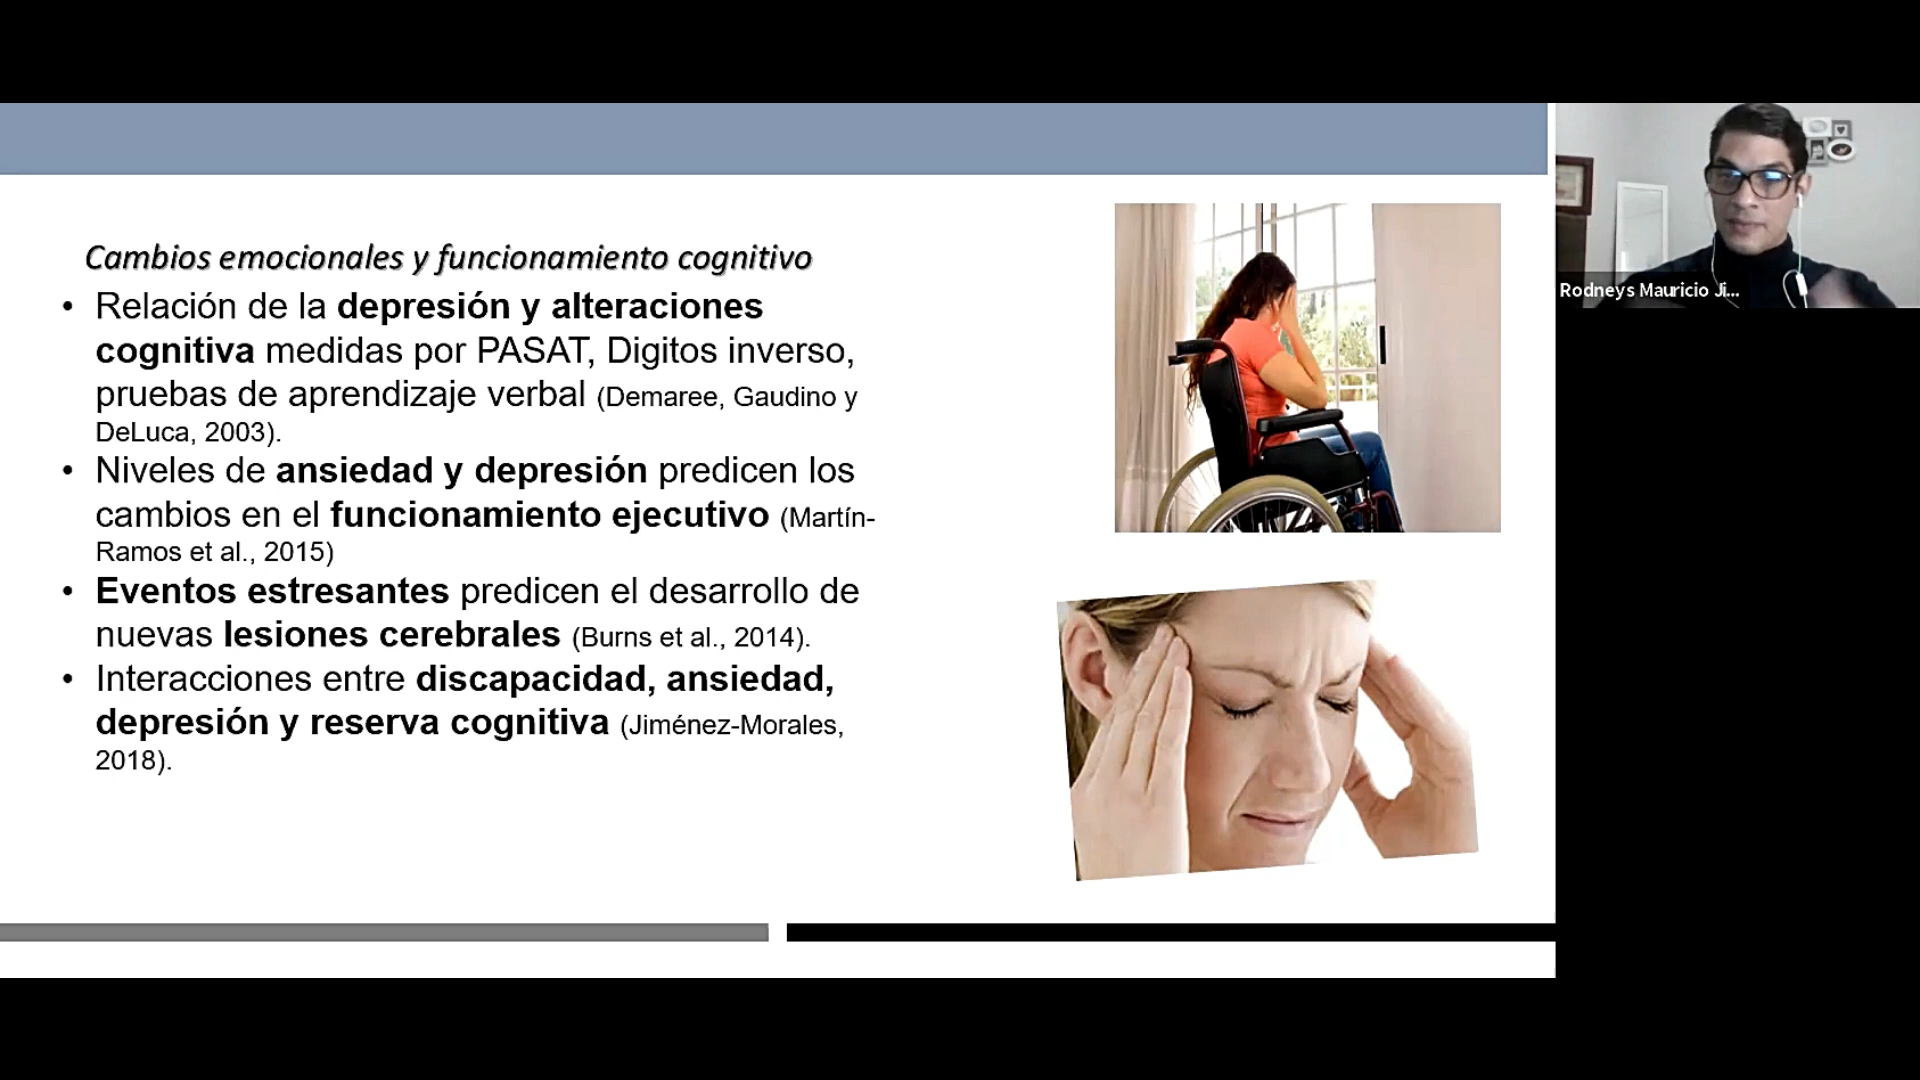 Cambios emocionales y funcionamiento cognitivo
• Relación de la depresión y alteraciones
cognitiva medidas por PASAT, Digitos inverso,
pruebas de aprendizaje verbal (Demaree, Gaudino y
DeLuca, 2003).
• Niveles de ansiedad y depresión predicen los
cambios en el funcionamiento ejecutivo (Martín-
Ramos et al., 2015)
• Eventos estresantes predicen el desarrollo de
nuevas lesiones cerebrales (Burns et al., 2014).
• Interacciones entre discapacidad, ansiedad,
depresión y reserva cognitiva (Jiménez-Morales,
2018).
Rodneys Mauricio Ji...